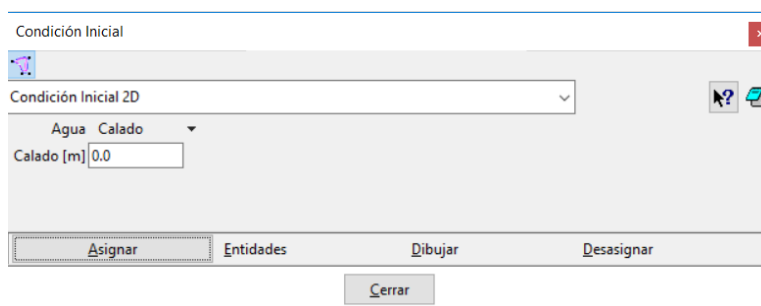 Condición Inicial
Condición Inicial 2D
Agua Calado
Calado [m] 0.0
Asignar Entidades Dibujar Desasignar
Cerrar